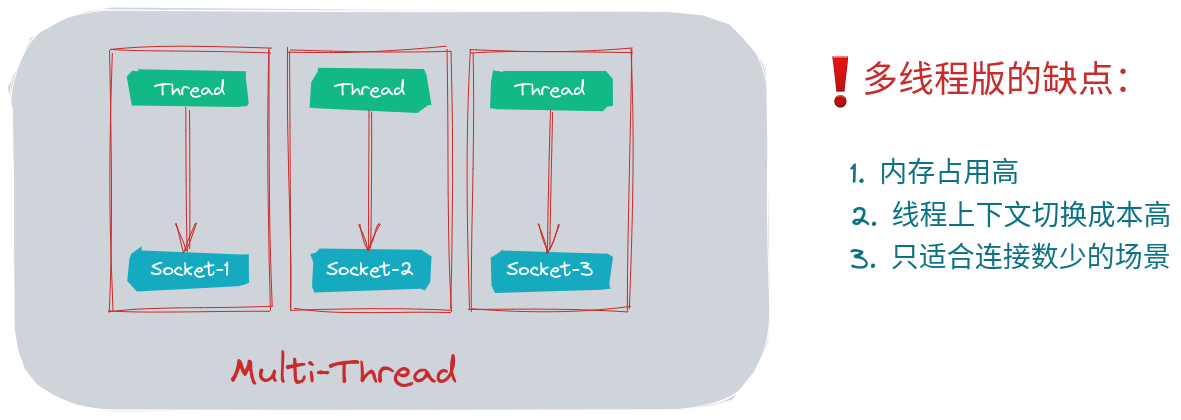 Thread
Thread
Thread
Socket-1
Socket-2
Socket-3
Multi-Thread
❗多线程版的缺点：
1. 内存占用高
2. 线程上下文切换成本高
3. 只适合连接数少的场景